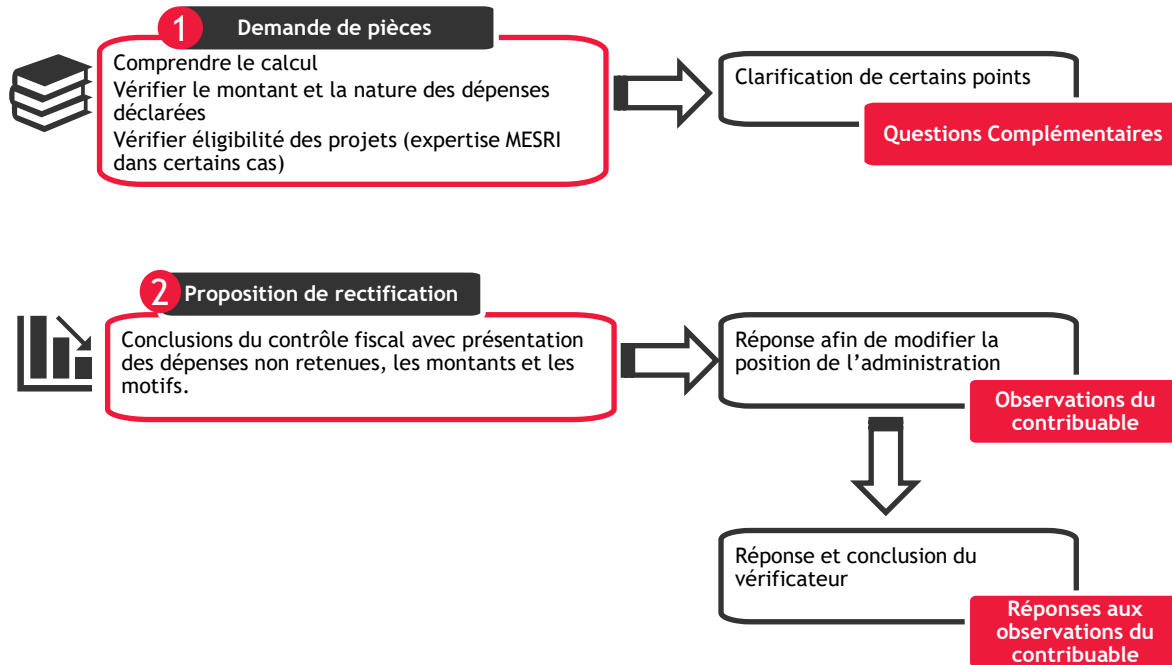 1
Demande de pièces
Comprendre le calcul
Vérifier le montant et la nature des dépenses
déclarées
Vérifier éligibilité des projets (expertise MESRI
dans certains cas)
Clarification de certains points
Questions Complémentaires
2
Proposition de rectification
Conclusions du contrôle fiscal avec présentation
des dépenses non retenues, les montants et les
motifs.
Réponse afin de modifier la
position de l’administration
Observations du
contribuable
Réponse et conclusion du
vérificateur
Réponses aux
observations du
contribuable